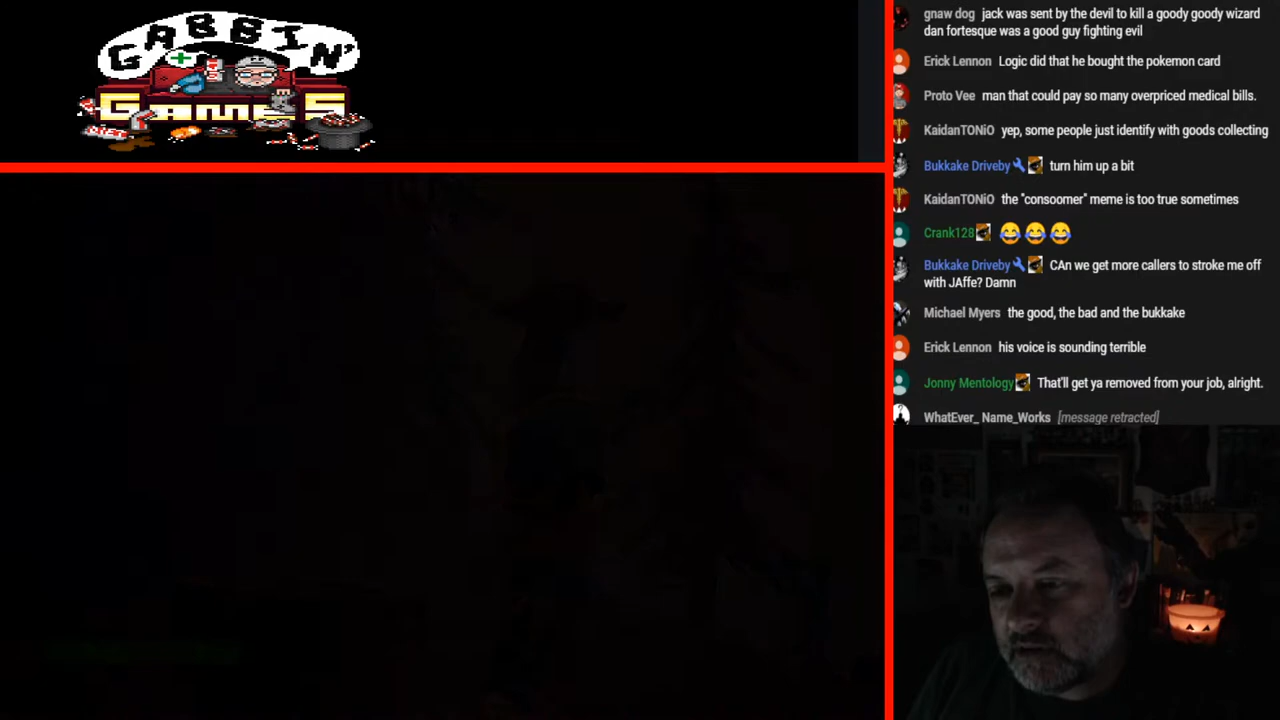 GABBIN'
GAMES
gnaw dog jack was sent by the devil to kill a goody goody wizard
dan fortesque was a good guy fighting evil
Erick Lennon Logic did that he bought the pokemon card
Proto Vee man that could pay so many overpriced medical bills.
KaidanTONiO yep, some people just identify with goods collecting
Bukkake Driveby turn him up a bit
KaidanTONiO the "consoomer" meme is too true sometimes
Crank128 😂😂😂
Bukkake Driveby CAn we get more callers to stroke me off
with JAffe? Damn
Michael Myers the good, the bad and the bukkake
Erick Lennon his voice is sounding terrible
Jonny Mentology That'll get ya removed from your job, alright.
WhatEver_ Name_Works [message retracted]